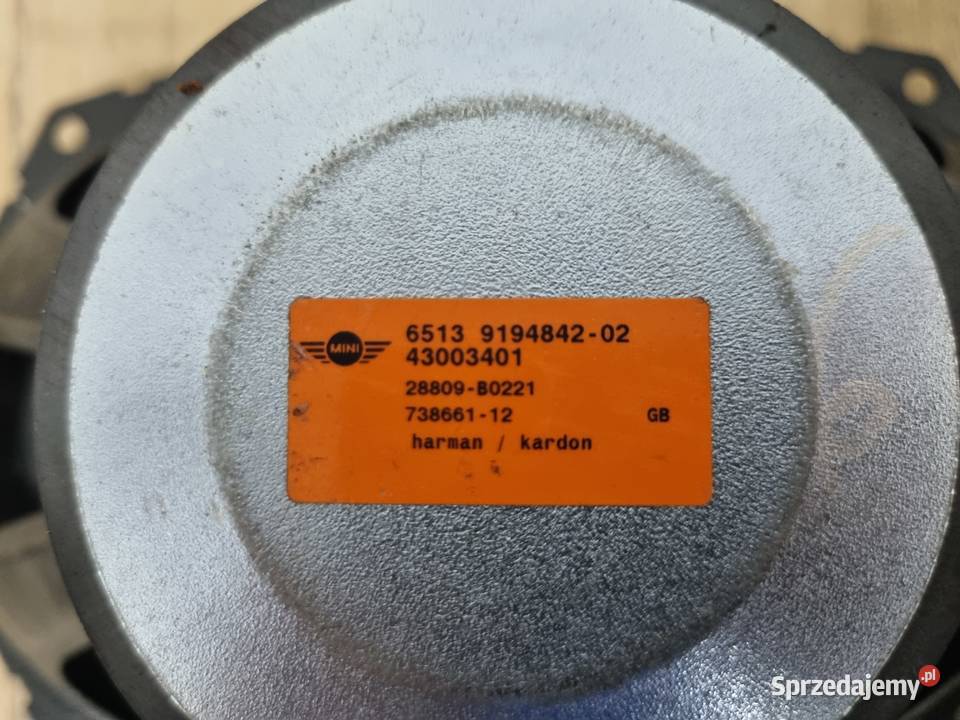 MINI
6513 9194842-02
43003401
28809-B0221
738661-12 GB
harman / kardon
Sprzedajemy.pl